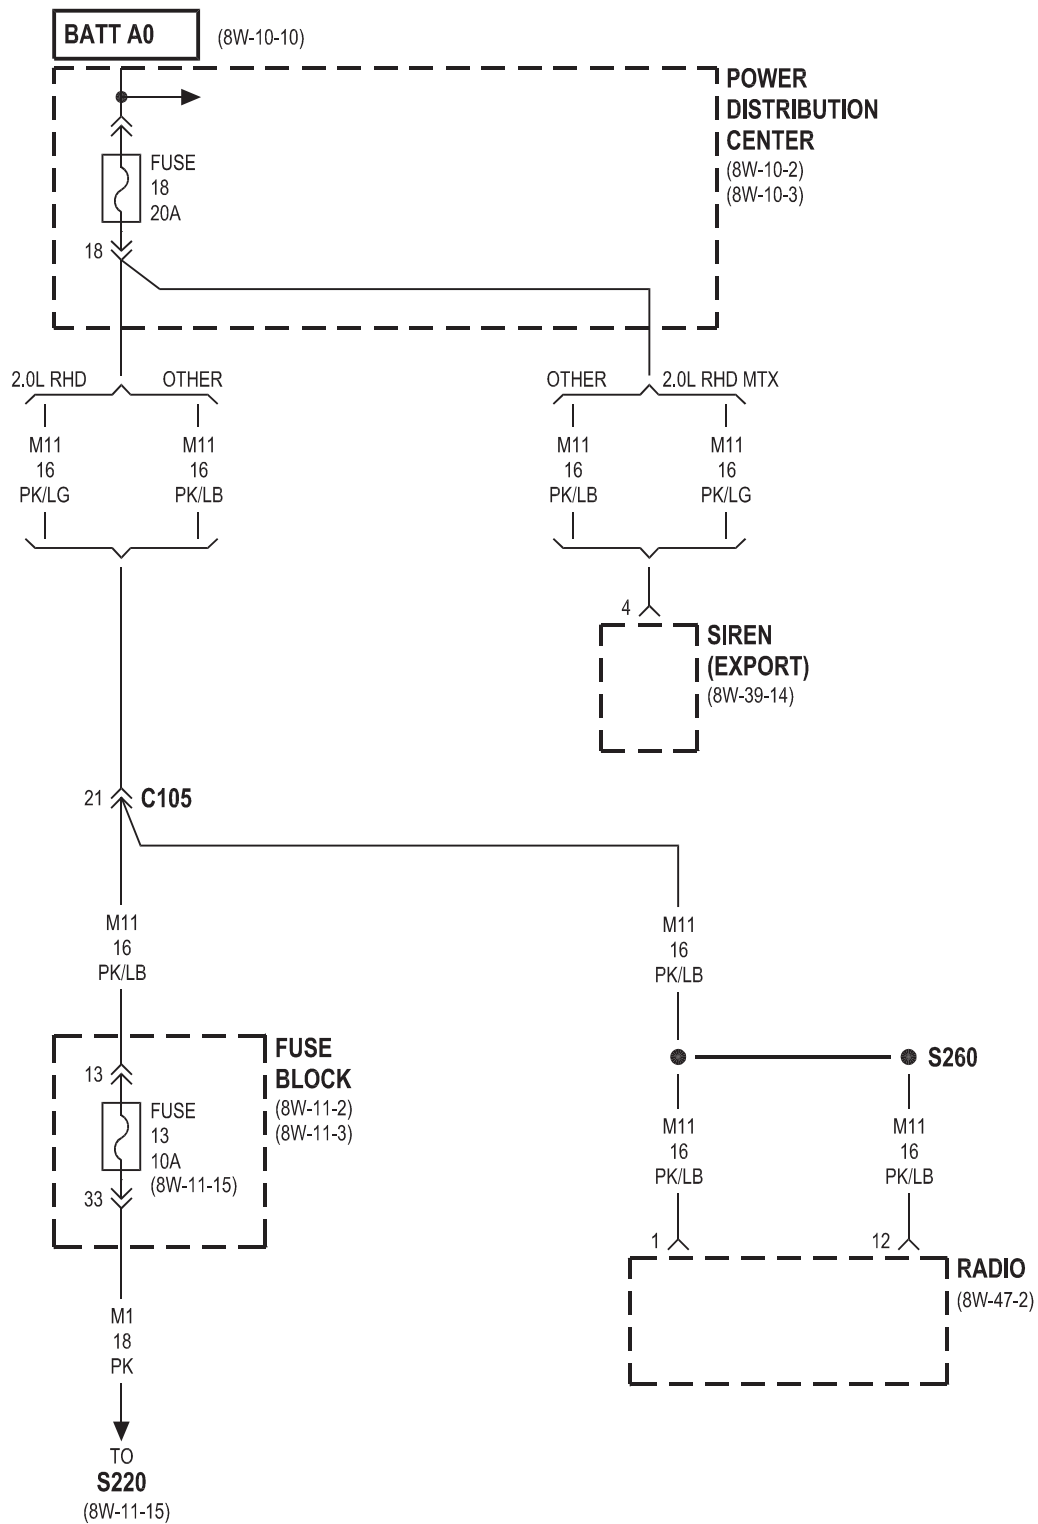 BATT A0
(8W-10-10)
POWER
DISTRIBUTION
CENTER
(8W-10-2)
(8W-10-3)
FUSE
18
20A
18
2.0L RHD
OTHER
OTHER
2.0L RHD MTX
M11
16
PK/LG
M11
16
PK/LB
M11
16
PK/LB
M11
16
PK/LG
4
SIREN
(EXPORT)
(8W-39-14)
21
C105
M11
16
PK/LB
M11
16
PK/LB
FUSE
BLOCK
(8W-11-2)
(8W-11-3)
13
FUSE
13
10A
(8W-11-15)
33
S260
M11
16
PK/LB
M11
16
PK/LB
1
12
RADIO
(8W-47-2)
M1
18
PK
TO
S220
(8W-11-15)